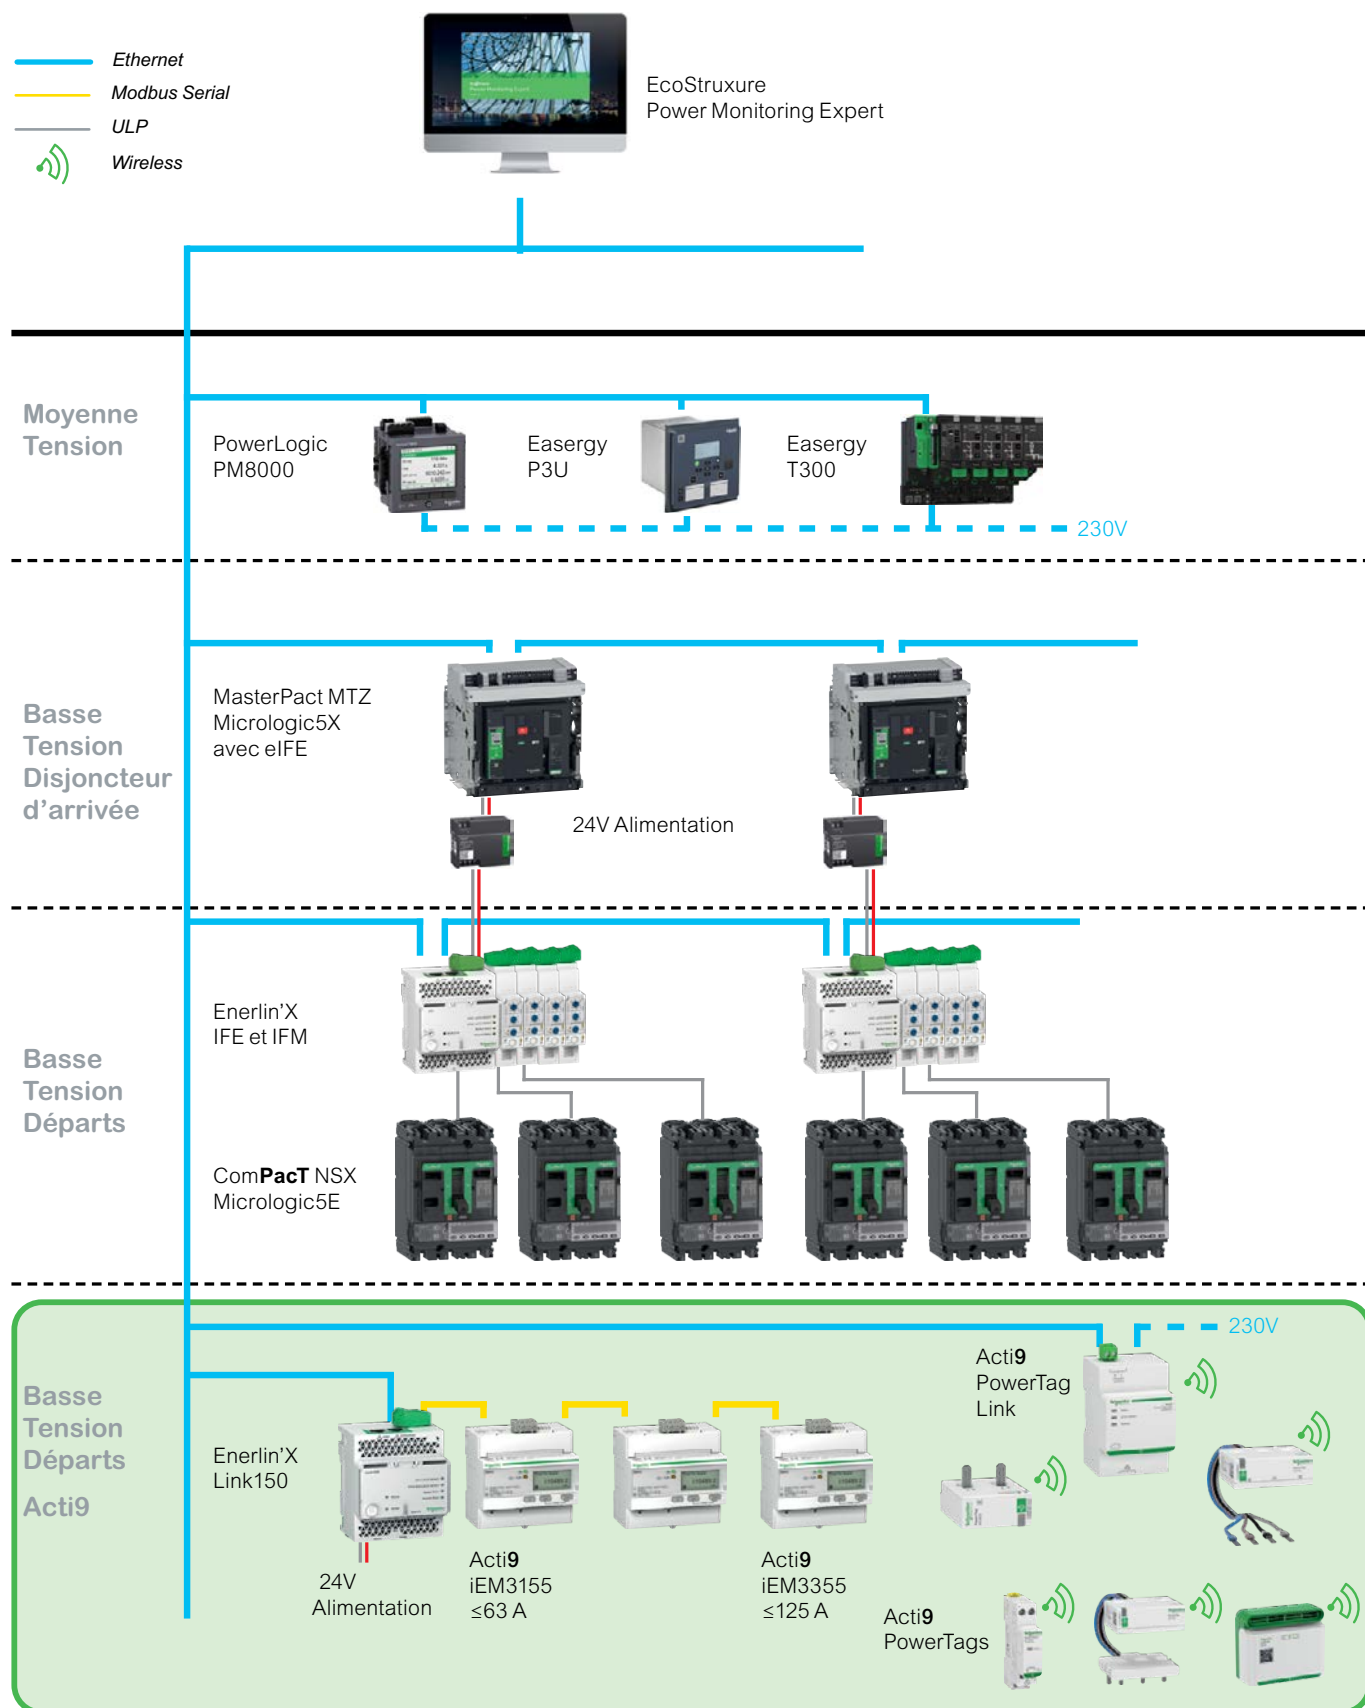 Ethernet
Modbus Serial
ULP
Wireless
EcoStruxure
Power Monitoring Expert
Moyenne
Tension
PowerLogic
PM8000
Easergy
P3U
Easergy
T300
230V
Basse
Tension
Disjoncteur
d’arrivée
MasterPact MTZ
Micrologic5X
avec eIFE
24V Alimentation
Basse
Tension
Départs
Enerlin’X
IFE et IFM
ComPacT NSX
Micrologic5E
230V
Basse
Tension
Départs
Acti9
Enerlin’X
Link150
24V
Alimentation
Acti9
iEM3155
≤63 A
Acti9
iEM3355
≤125 A
Acti9
PowerTag
Link
Acti9
PowerTags